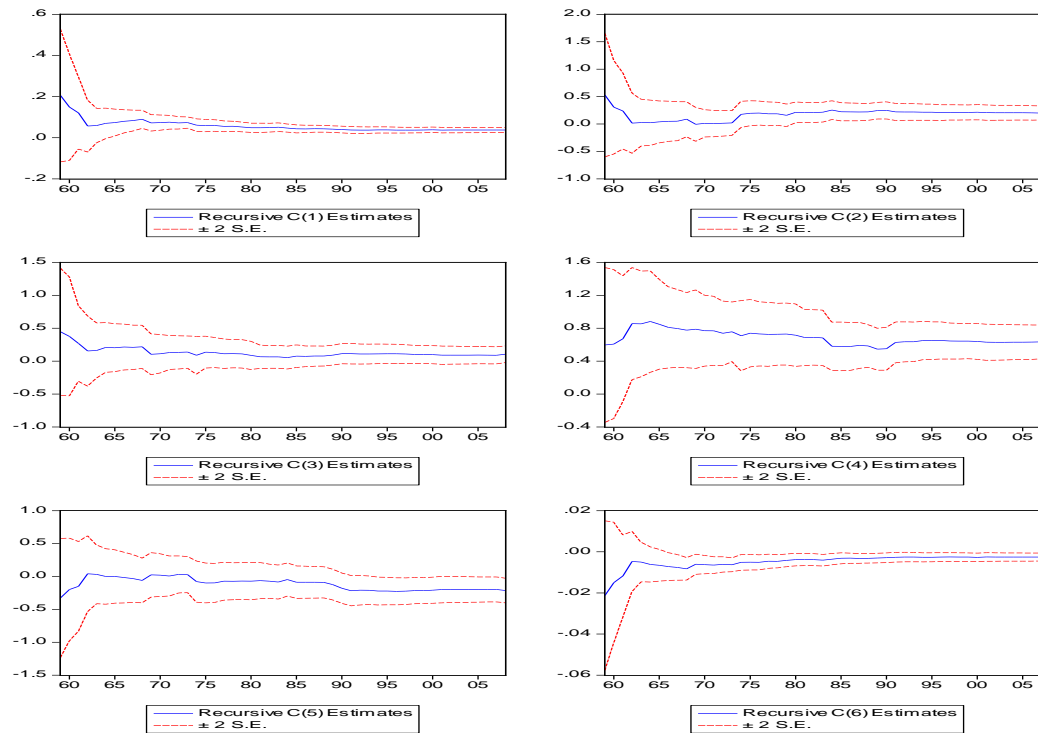 .6
.4
.2
.0
-.2
60 65 70 75 80 85 90 95 00 05
Recursive C(1) Estimates
± 2 S.E.
2.0
1.5
1.0
0.5
0.0
-0.5
-1.0
60 65 70 75 80 85 90 95 00 05
Recursive C(2) Estimates
± 2 S.E.
1.5
1.0
0.5
0.0
-0.5
-1.0
60 65 70 75 80 85 90 95 00 05
Recursive C(3) Estimates
± 2 S.E.
1.6
1.2
0.8
0.4
0.0
-0.4
60 65 70 75 80 85 90 95 00 05
Recursive C(4) Estimates
± 2 S.E.
1.0
0.5
0.0
-0.5
-1.0
-1.5
60 65 70 75 80 85 90 95 00 05
Recursive C(5) Estimates
± 2 S.E.
.02
.00
-.02
-.04
-.06
60 65 70 75 80 85 90 95 00 05
Recursive C(6) Estimates
± 2 S.E.